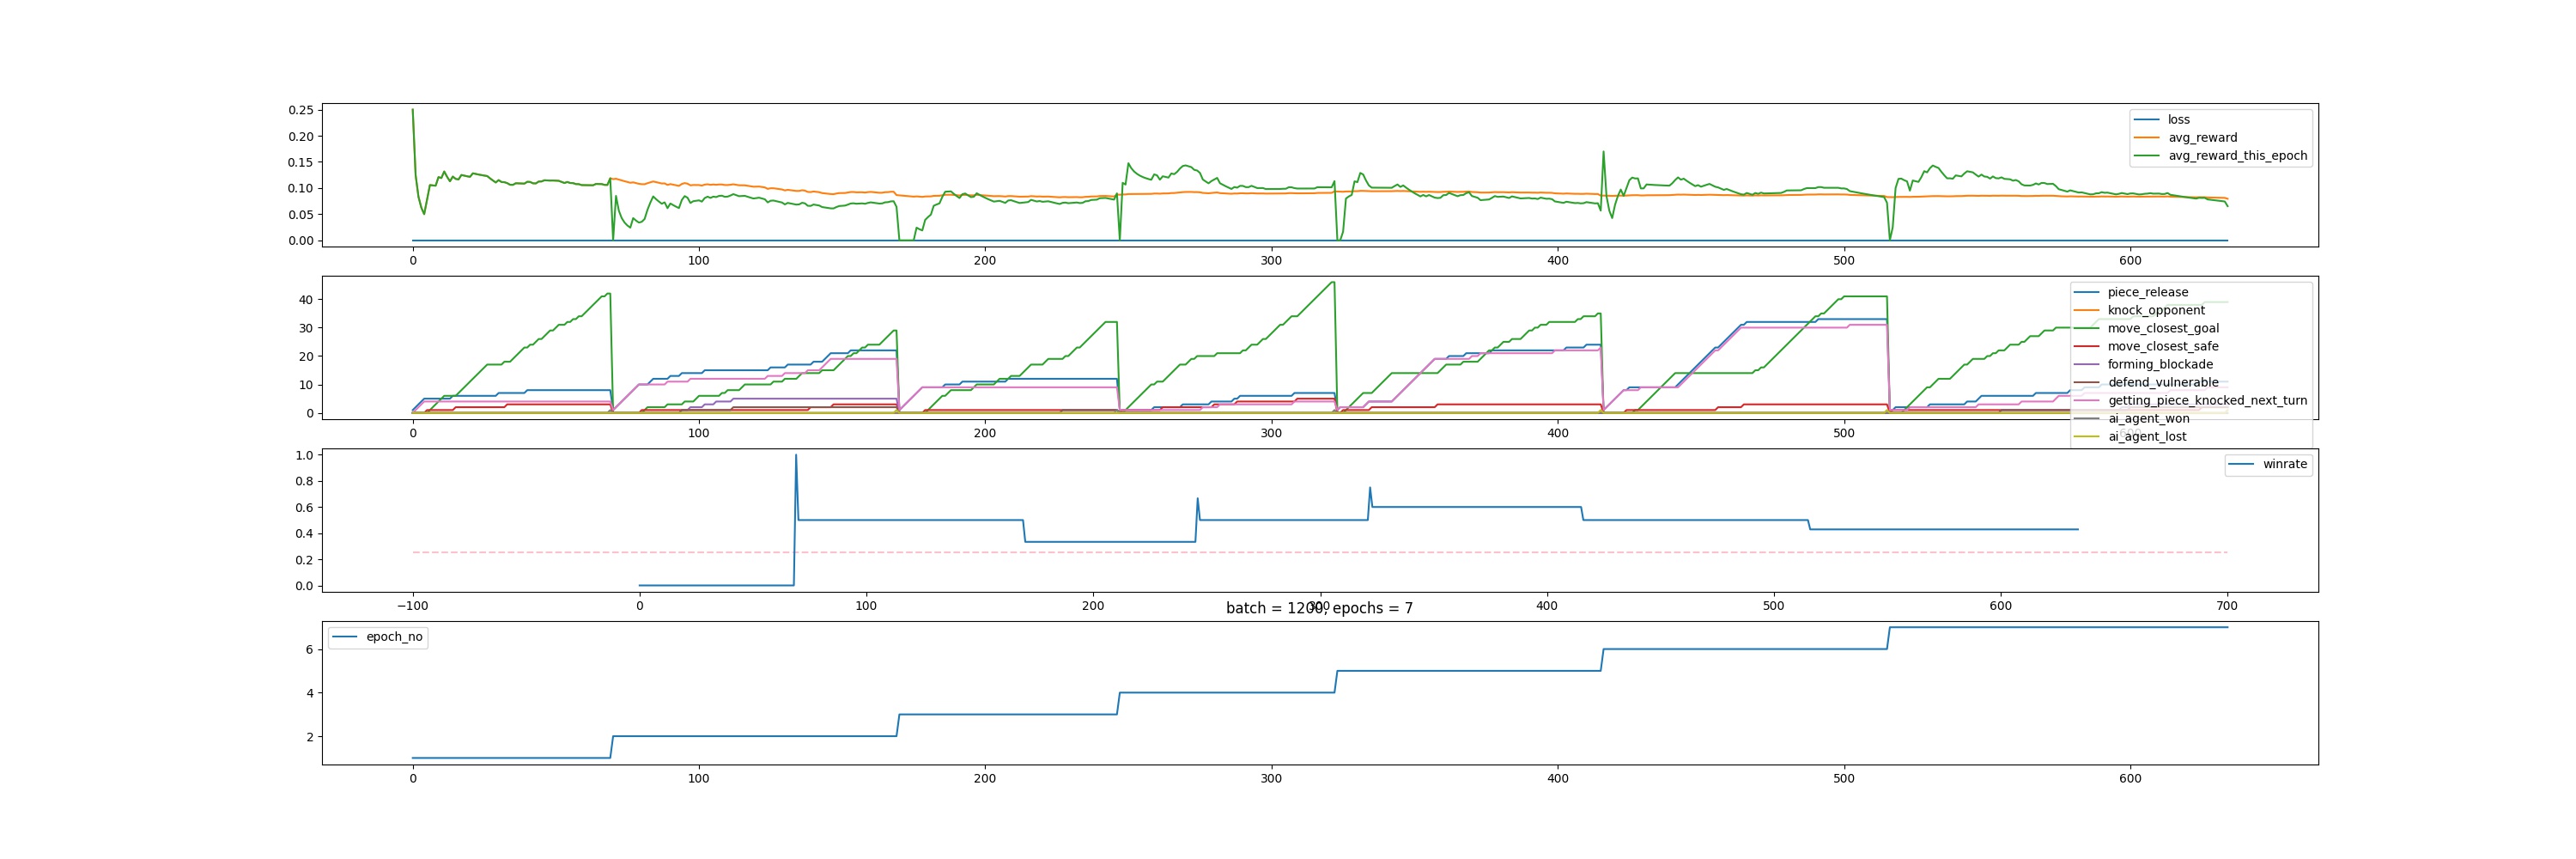 0.25
0.20
0.15
0.10
0.05
0.00
loss
avg_reward
avg_reward_this_epoch
0 100 200 300 400 500 600
40
30
20
10
0
piece_release
knock_opponent
move_closest_goal
move_closest_safe
forming_blockade
defend_vulnerable
getting_piece_knocked_next_turn
ai_agent_won
ai_agent_lost
0 100 200 300 400 500 600
1.0
0.8
0.6
0.4
0.2
0.0
winrate
−100 0 100 200 300 400 500 600 700
batch = 1200, epochs = 7
6
4
2
epoch_no
0 100 200 300 400 500 600